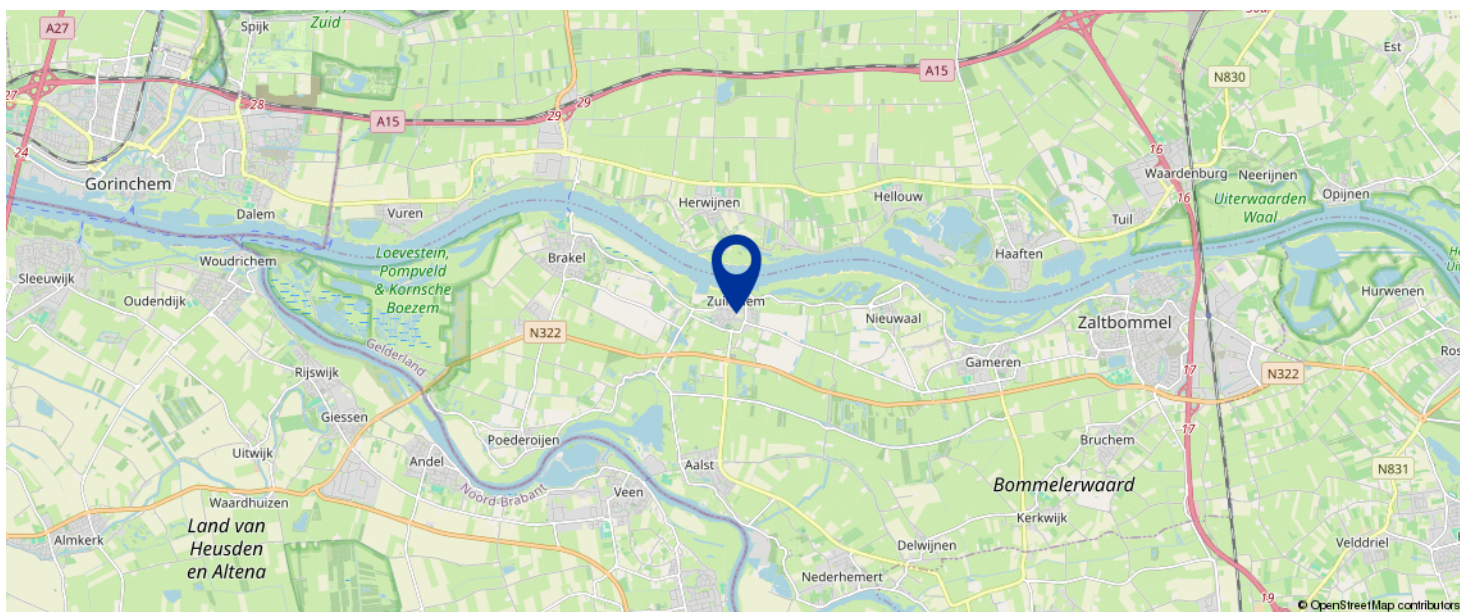 A27
Spijk
Zuid
30a
Est
N830
A15
27
28
29
A15
29
24
16
Waardenburg
Neerijnen
Opijnen
Gorinchem
Dalem
Vuren
Herwijnen
Hellouw
16
Uiterwaarden
Waal
Tuil
Loevestein,
Pompveld
& Kornsche
Boezem
Woudrichem
Brakel
Haaften
Sleeuwijk
Oudendijk
Nieuwaal
Zaltbommel
Hurwenen
N322
Gelderland
Gameren
17
N322
Rijswijk
Giessen
Poederoijen
Bruchem
17
Uitwijk
Andel
Aalst
N831
Waardhuizen
Noord-Brabant
Veen
Bommelerwaard
Kerkwijk
Land van
Heusden
en Altena
Almkerk
Delwijnen
Velddriel
Nederhemert
19
© OpenStreetMap contributors